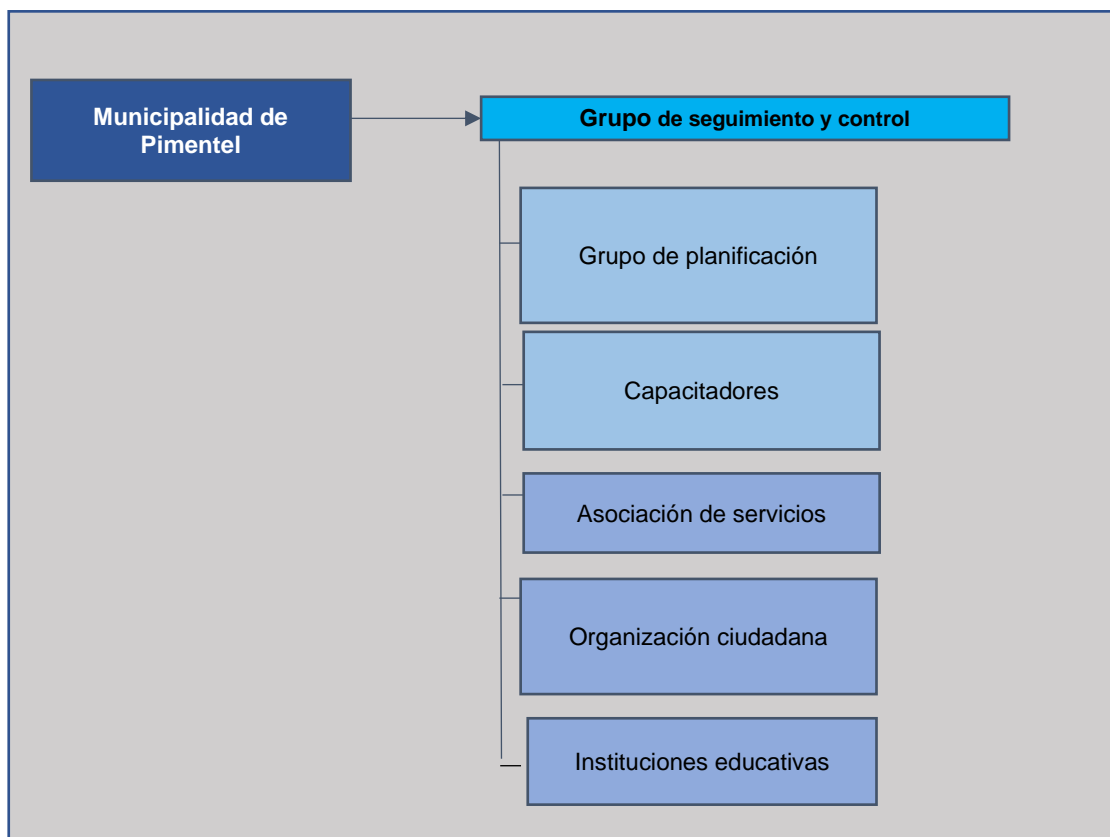 Municipalidad de
Pimentel
Grupo de seguimiento y control
Grupo de planificación
Capacitadores
Asociación de servicios
Organización ciudadana
Instituciones educativas